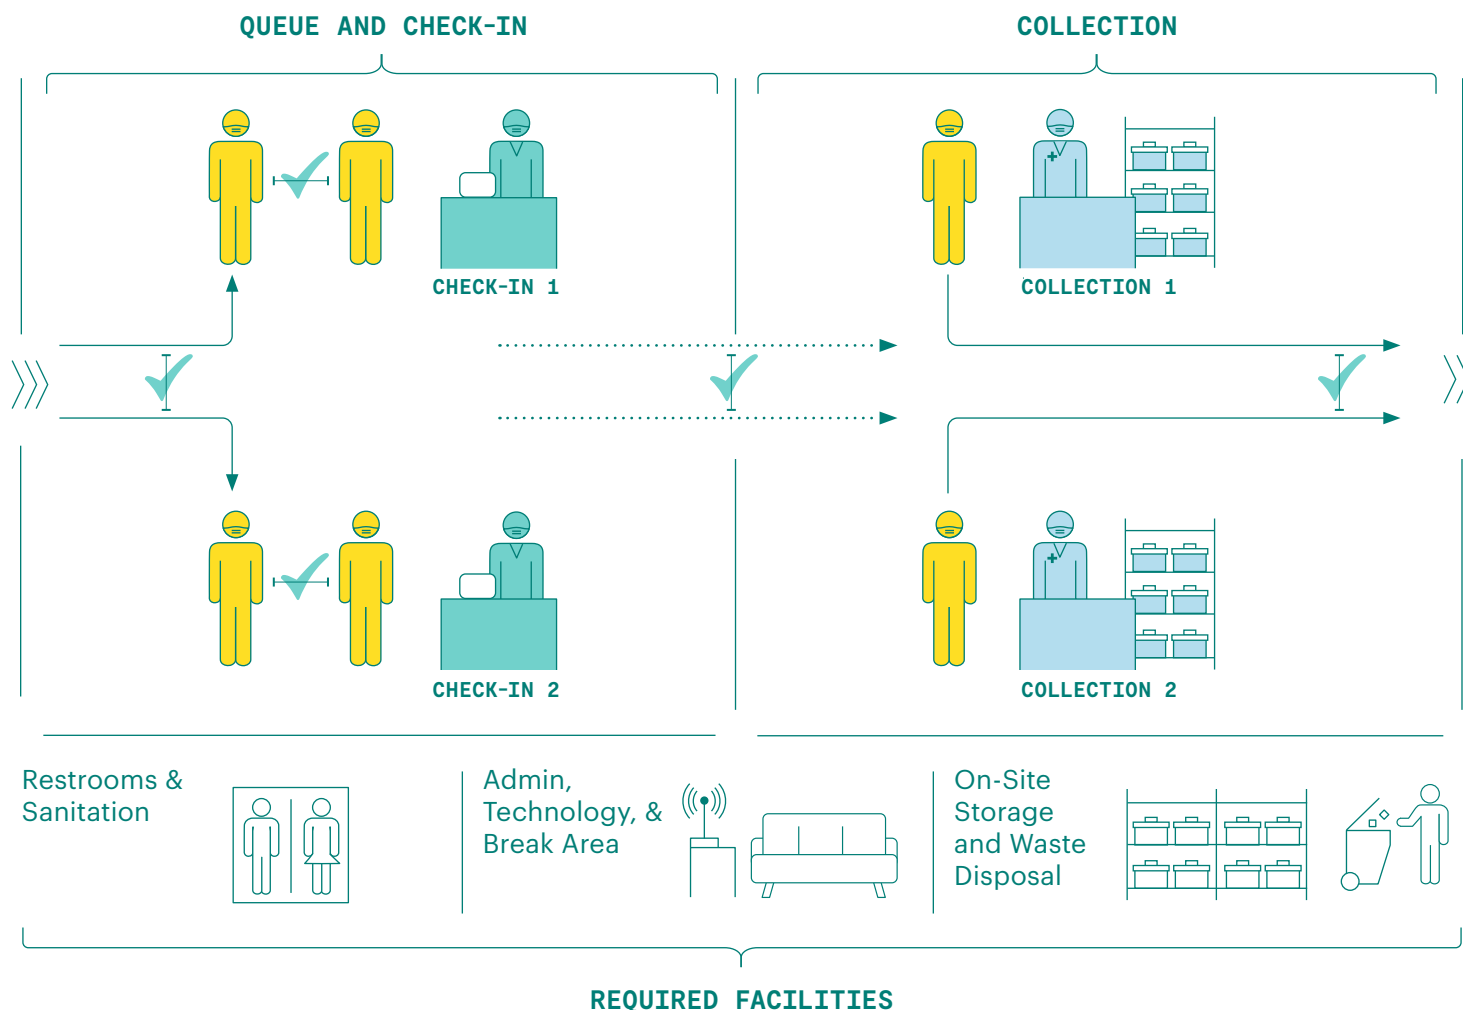 QUEUE AND CHECK-IN
COLLECTION
CHECK-IN 1
COLLECTION 1
CHECK-IN 2
COLLECTION 2
Restrooms &
Sanitation
Admin,
Technology, &
Break Area
On-Site
Storage
and Waste
Disposal
REQUIRED FACILITIES